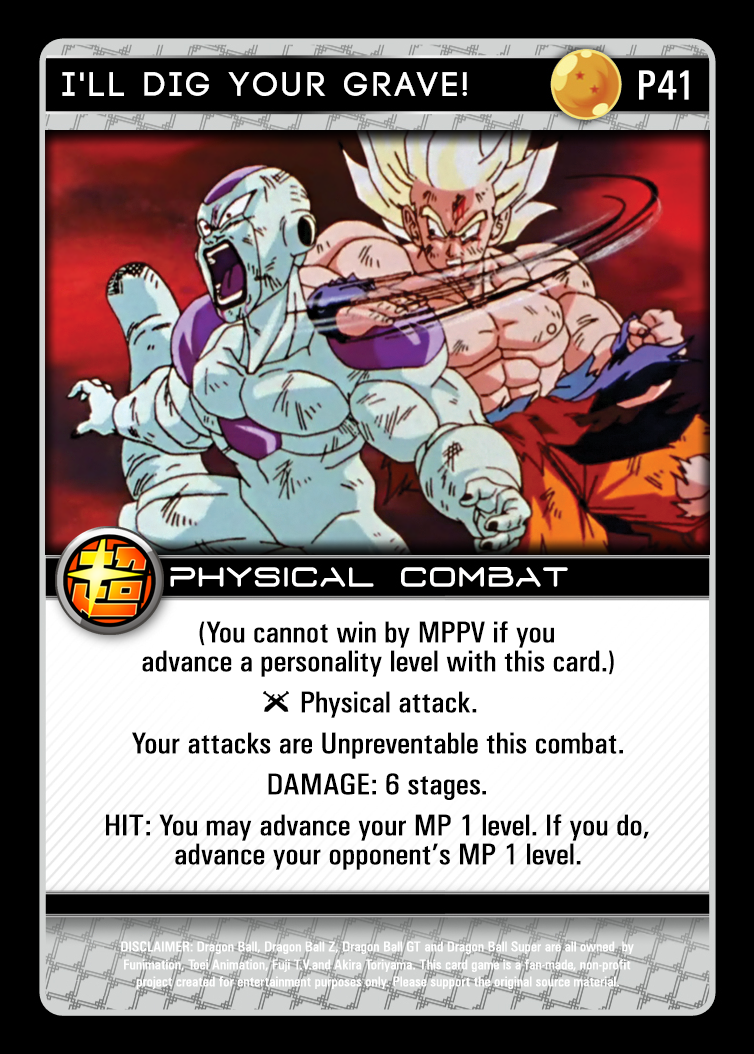 I'LL DIG YOUR GRAVE!
P41
PHYSICAL COMBAT
(You cannot win by MPPV if you
advance a personality level with this card.)
Physical attack.
Your attacks are Unpreventable this combat.
DAMAGE: 6 stages.
HIT: You may advance your MP 1 level. If you do,
advance your opponent’s MP 1 level.
DISCLAIMER: Dragon Ball, Dragon Ball Z, Dragon Ball GT and Dragon Ball Super are all owned by
Funimation, Toei Animation, Fuji T.V.and Akira Toriyama. This card game is a fan-made, non-profit
project created for entertainment purposes only. Please support the original source material.